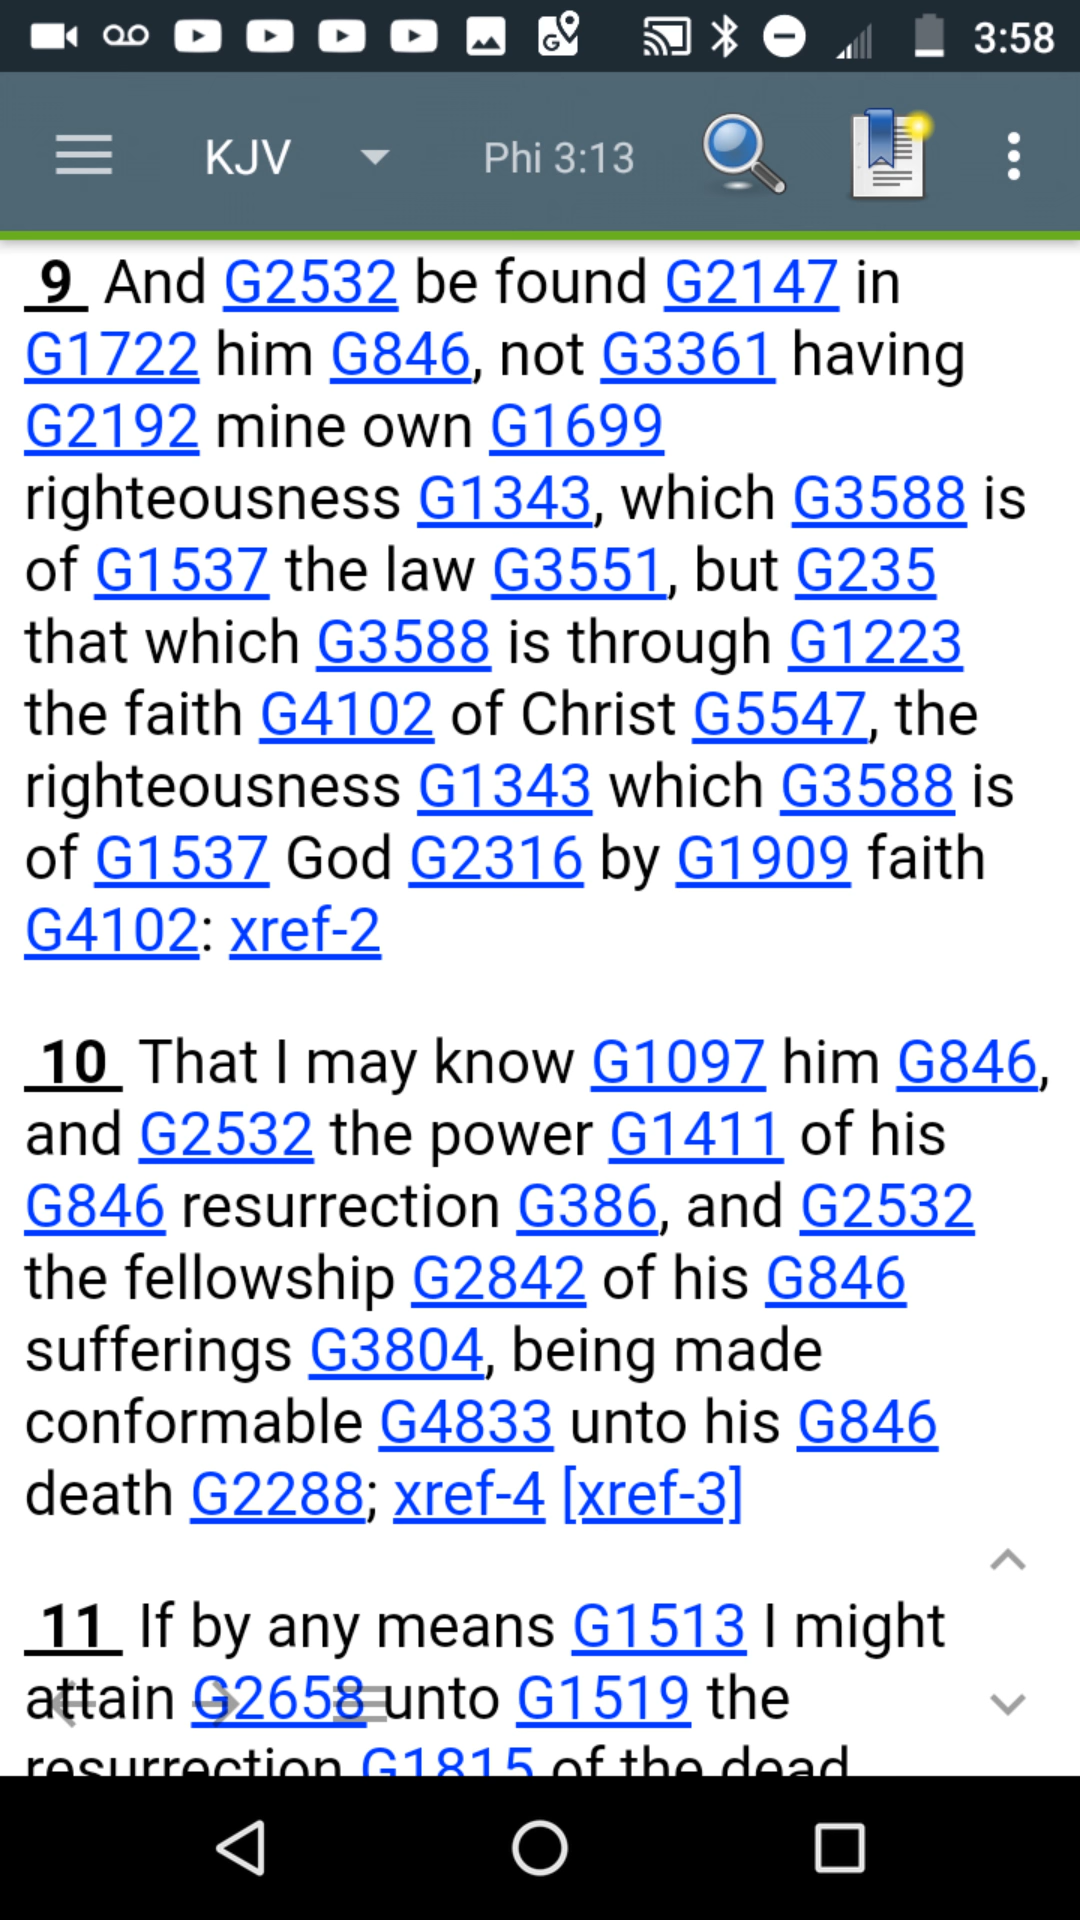 3:58
KJV Phi 3:13
9 And G2532 be found G2147 in
G1722 him G846, not G3361 having
G2192 mine own G1699
righteousness G1343, which G3588 is
of G1537 the law G3551, but G235
that which G3588 is through G1223
the faith G4102 of Christ G5547, the
righteousness G1343 which G3588 is
of G1537 God G2316 by G1909 faith
G4102: xref-2
10 That I may know G1097 him G846,
and G2532 the power G1411 of his
G846 resurrection G386, and G2532
the fellowship G2842 of his G846
sufferings G3804, being made
conformable G4833 unto his G846
death G2288; xref-4 [xref-3]
11 If by any means G1513 I might
attain G2658 unto G1519 the
resurrection G1815 of the dead